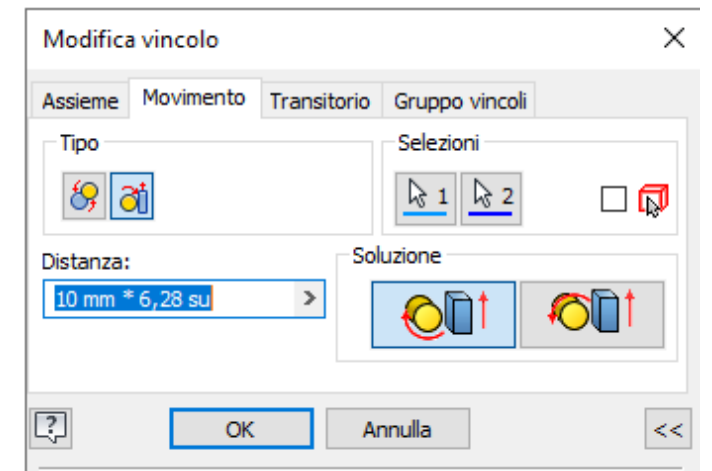 Modifica vincolo
Assieme Movimento Transitorio Gruppo vincoli
Tipo
Selezioni
1 2
Distanza:
10 mm * 6,28 su
>
Soluzione
?
OK
Annulla
<<